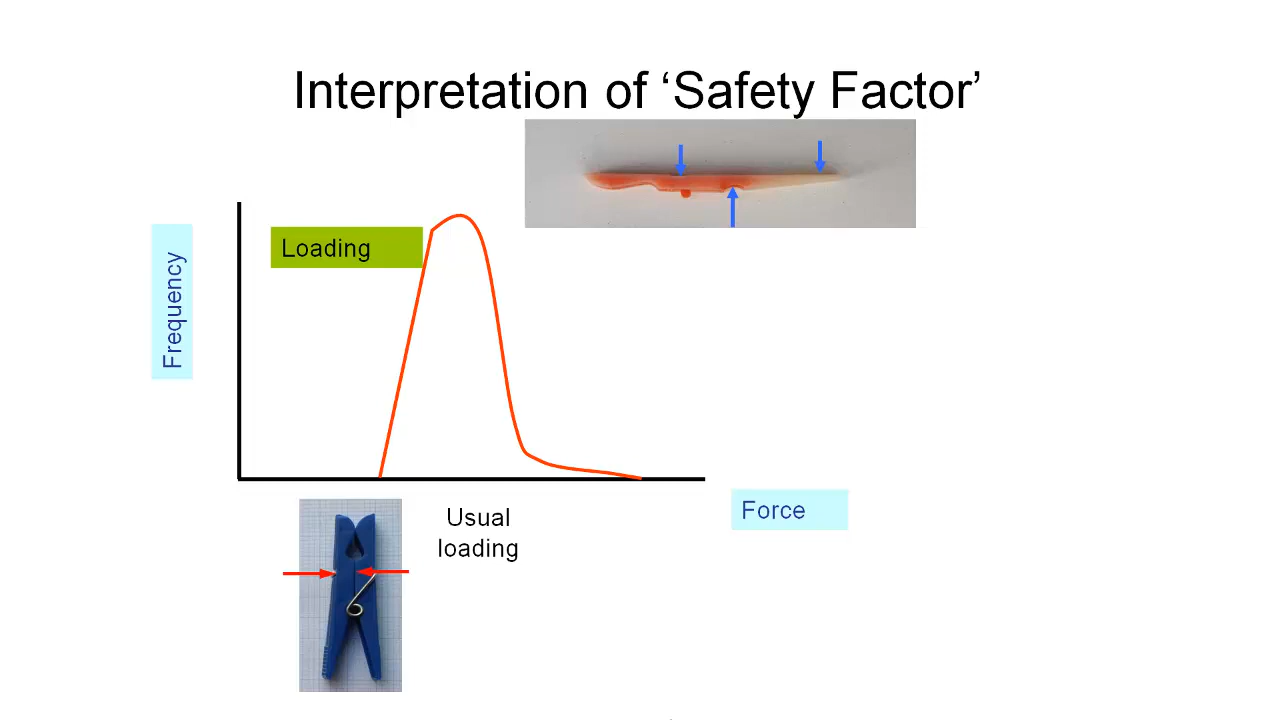 Interpretation of ‘Safety Factor’
Loading
Frequency
Usual
loading
Force